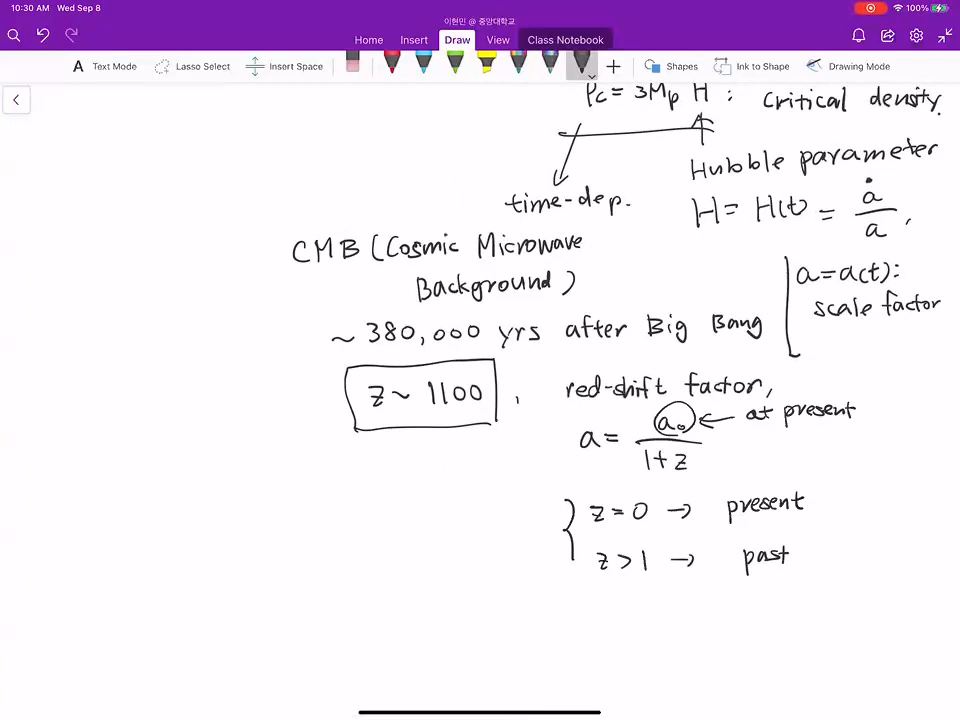 10:30 AM Wed Sep 8
100%
이현민 @ 중앙대학교
Home Insert Draw View Class Notebook
A Text Mode Lasso Select Insert Space Shapes Ink to Shape Drawing Mode
ρc = 3Mp H : critical density.
Hubble parameter
time-dep.
H = H(t) = ȧ/a ,
CMB (Cosmic Microwave
Background)
a = a(t) :
scale factor
~ 380,000 yrs after Big Bang
z ~ 1100 , red-shift factor,
a = a₀/(1+z) ← at present
z = 0 → present
z > 1 → past